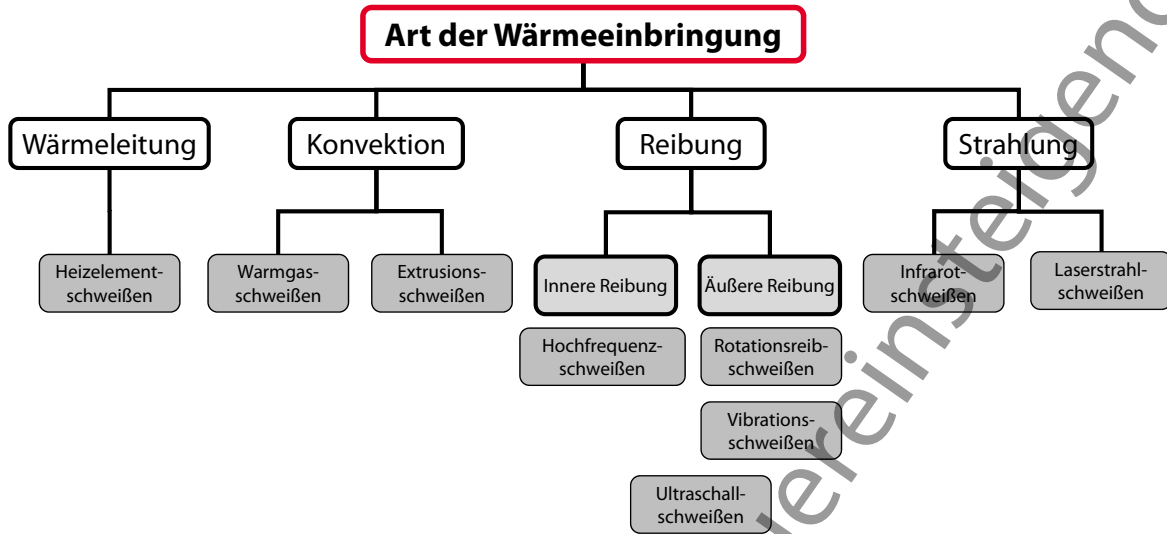 Art der Wärmeeinbringung
Wärmeleitung
Konvektion
Reibung
Strahlung
Heizelement-
schweißen
Warmgas-
schweißen
Extrusions-
schweißen
Innere Reibung
Äußere Reibung
Infrarot-
schweißen
Laserstrahl-
schweißen
Hochfrequenz-
schweißen
Rotationsreib-
schweißen
Vibrations-
schweißen
Ultraschall-
schweißen